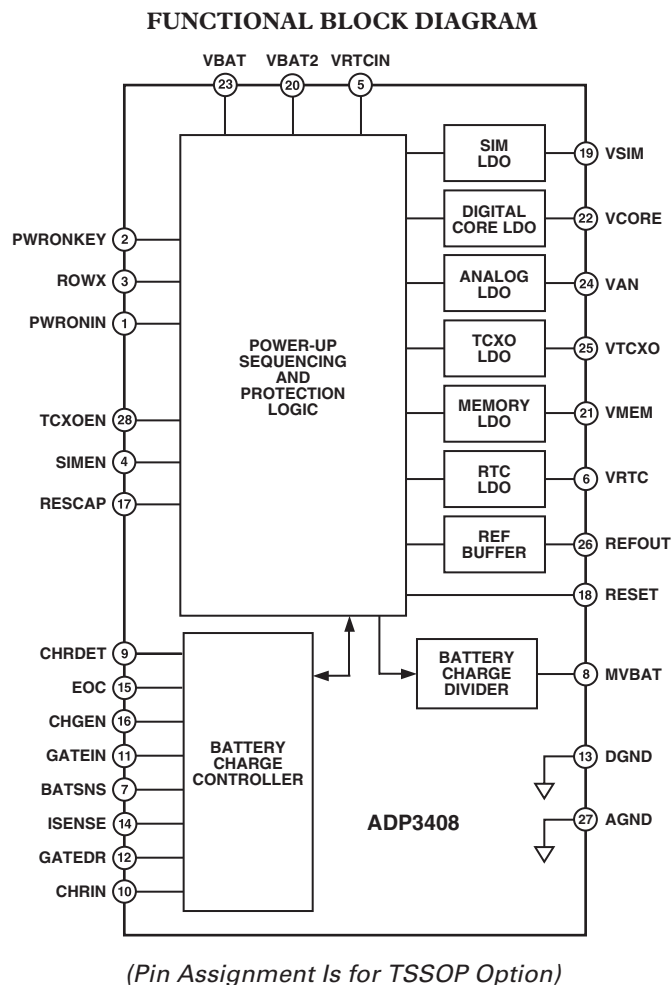 FUNCTIONAL BLOCK DIAGRAM
VBAT VBAT2 VRTCIN
23 20 5
SIM
LDO
19 VSIM
DIGITAL
CORE LDO
22 VCORE
PWRONKEY 2
ROWX 3
PWRONIN 1
ANALOG
LDO
24 VAN
POWER-UP
SEQUENCING
AND
PROTECTION
LOGIC
TCXO
LDO
25 VTCXO
TCXOEN 28
SIMEN 4
RESCAP 17
MEMORY
LDO
21 VMEM
RTC
LDO
6 VRTC
REF
BUFFER
26 REFOUT
18 RESET
CHRDET 9
EOC 15
CHGEN 16
GATEIN 11
BATSNS 7
ISENSE 14
GATEDR 12
CHRIN 10
BATTERY
CHARGE
CONTROLLER
BATTERY
CHARGE
DIVIDER
8 MVBAT
13 DGND
ADP3408
27 AGND
(Pin Assignment Is for TSSOP Option)